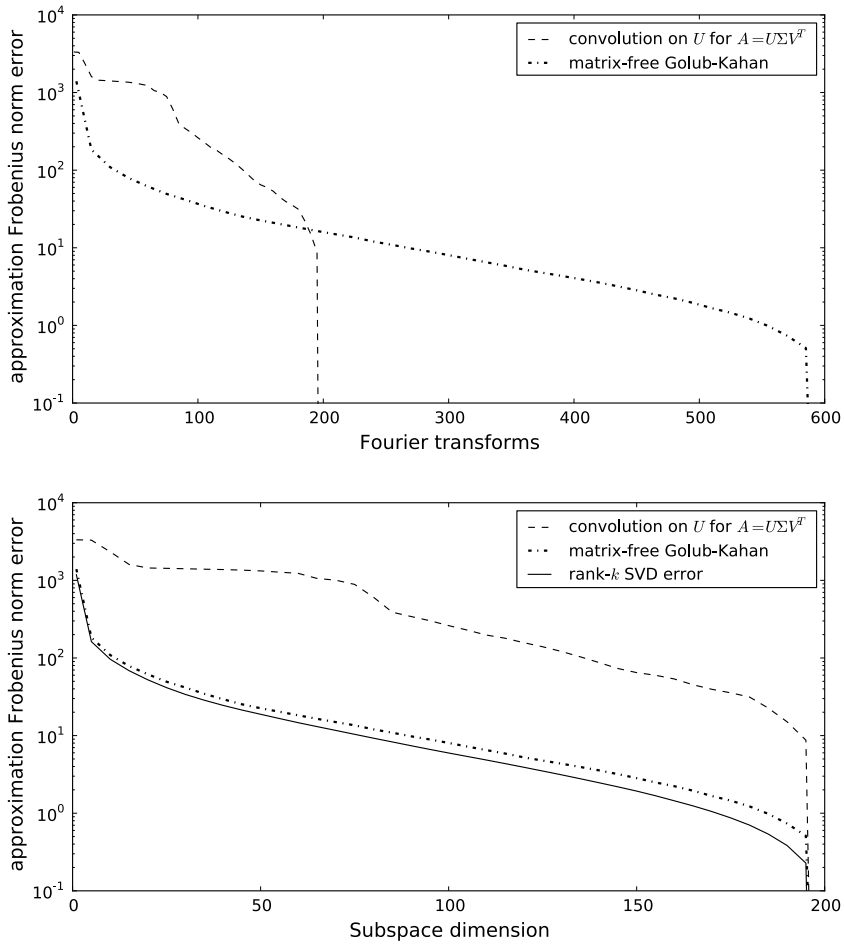 10^4
10^3
10^2
10^1
10^0
10^-1
approximation Frobenius norm error
convolution on U for A=UΣV^T
matrix-free Golub-Kahan
0 100 200 300 400 500 600
Fourier transforms
10^4
10^3
10^2
10^1
10^0
10^-1
approximation Frobenius norm error
convolution on U for A=UΣV^T
matrix-free Golub-Kahan
rank-k SVD error
0 50 100 150 200
Subspace dimension